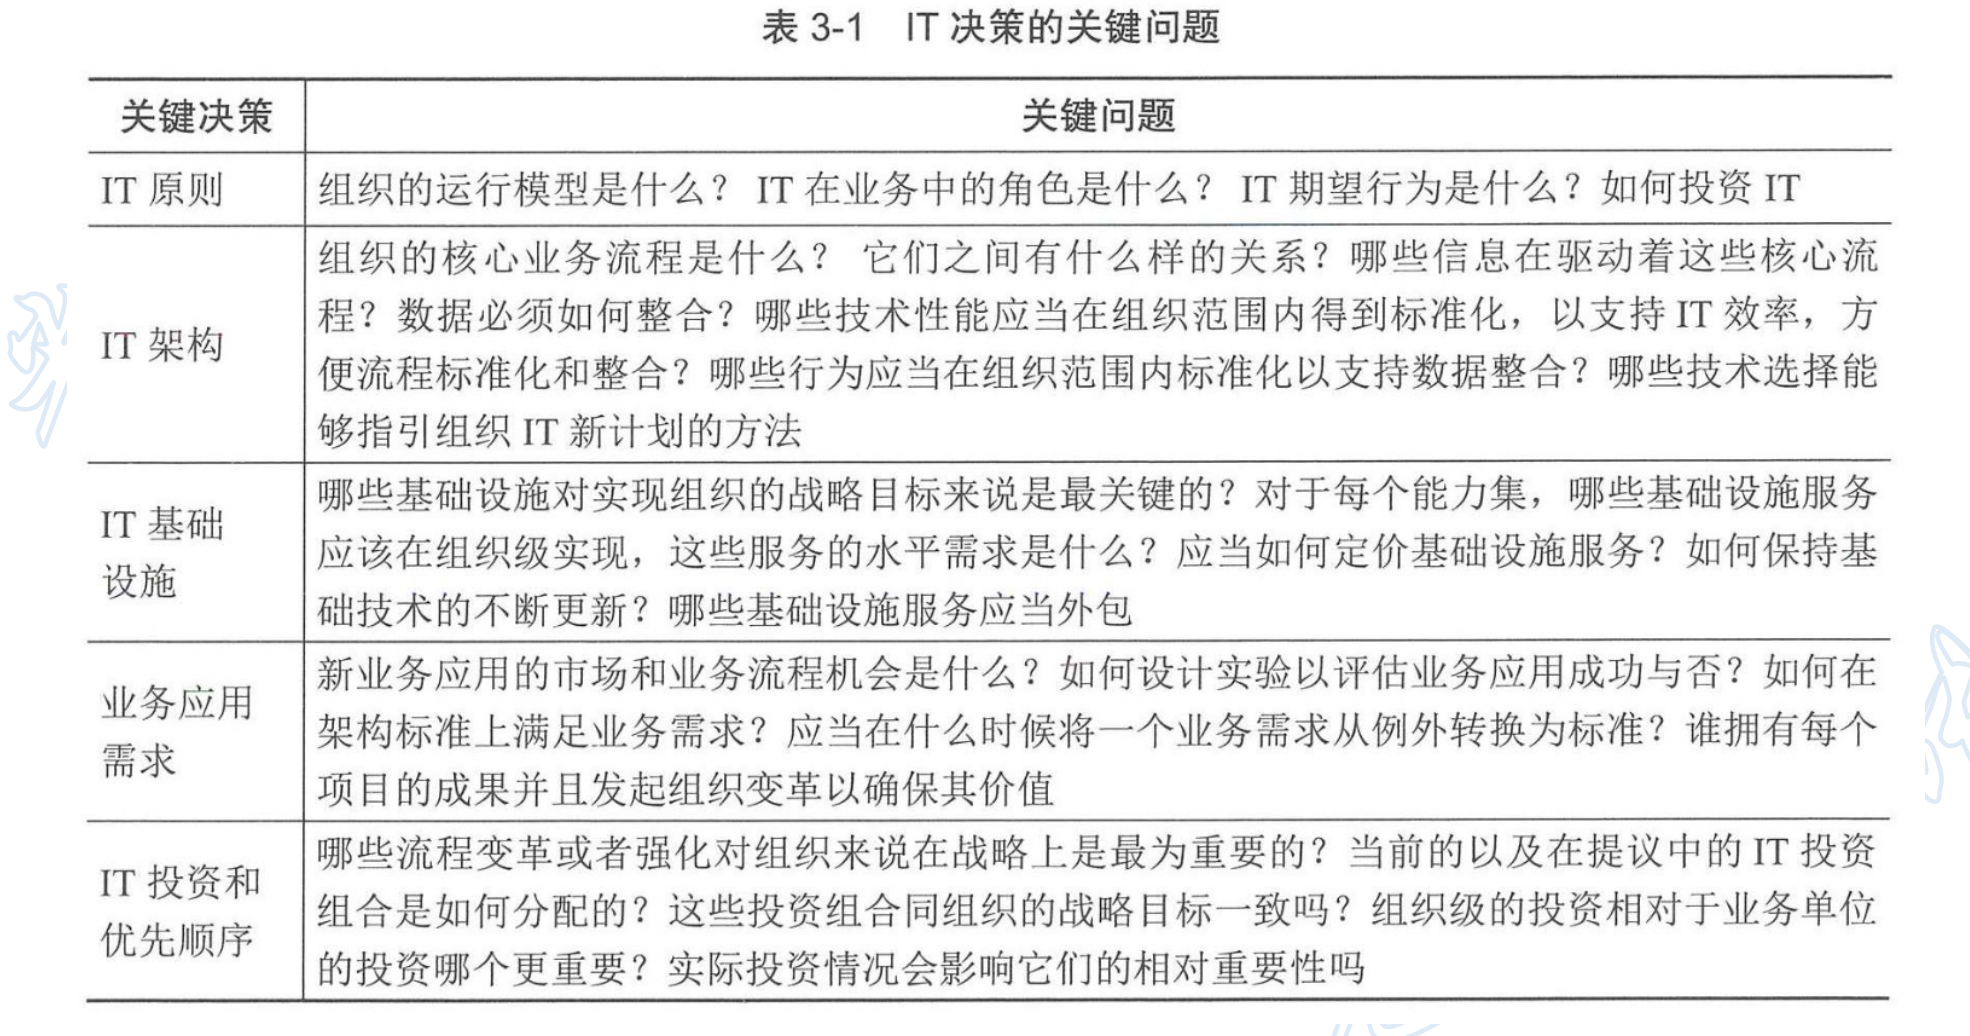 表 3-1 IT 决策的关键问题
关键决策
关键问题
IT 原则
组织的运行模型是什么？ IT 在业务中的角色是什么？ IT 期望行为是什么？如何投资 IT
IT 架构
组织的核心业务流程是什么？ 它们之间有什么样的关系？哪些信息在驱动着这些核心流
程？数据必须如何整合？哪些技术性能应当在组织范围内得到标准化，以支持 IT 效率，方
便流程标准化和整合？哪些行为应当在组织范围内标准化以支持数据整合？哪些技术选择能
够指引组织 IT 新计划的方法
IT 基础
设施
哪些基础设施对实现组织的战略目标来说是最关键的？对于每个能力集，哪些基础设施服务
应该在组织级实现，这些服务的水平需求是什么？应当如何定价基础设施服务？如何保持基
础技术的不断更新？哪些基础设施服务应当外包
业务应用
需求
新业务应用的市场和业务流程机会是什么？如何设计实验以评估业务应用成功与否？如何在
架构标准上满足业务需求？应当在什么时候将一个业务需求从例外转换为标准？谁拥有每个
项目的成果并且发起组织变革以确保其价值
IT 投资和
优先顺序
哪些流程变革或者强化对组织来说在战略上是最为重要的？当前的以及在提议中的 IT 投资
组合是如何分配的？这些投资组合同组织的战略目标一致吗？组织级的投资相对于业务单位
的投资哪个更重要？实际投资情况会影响它们的相对重要性吗